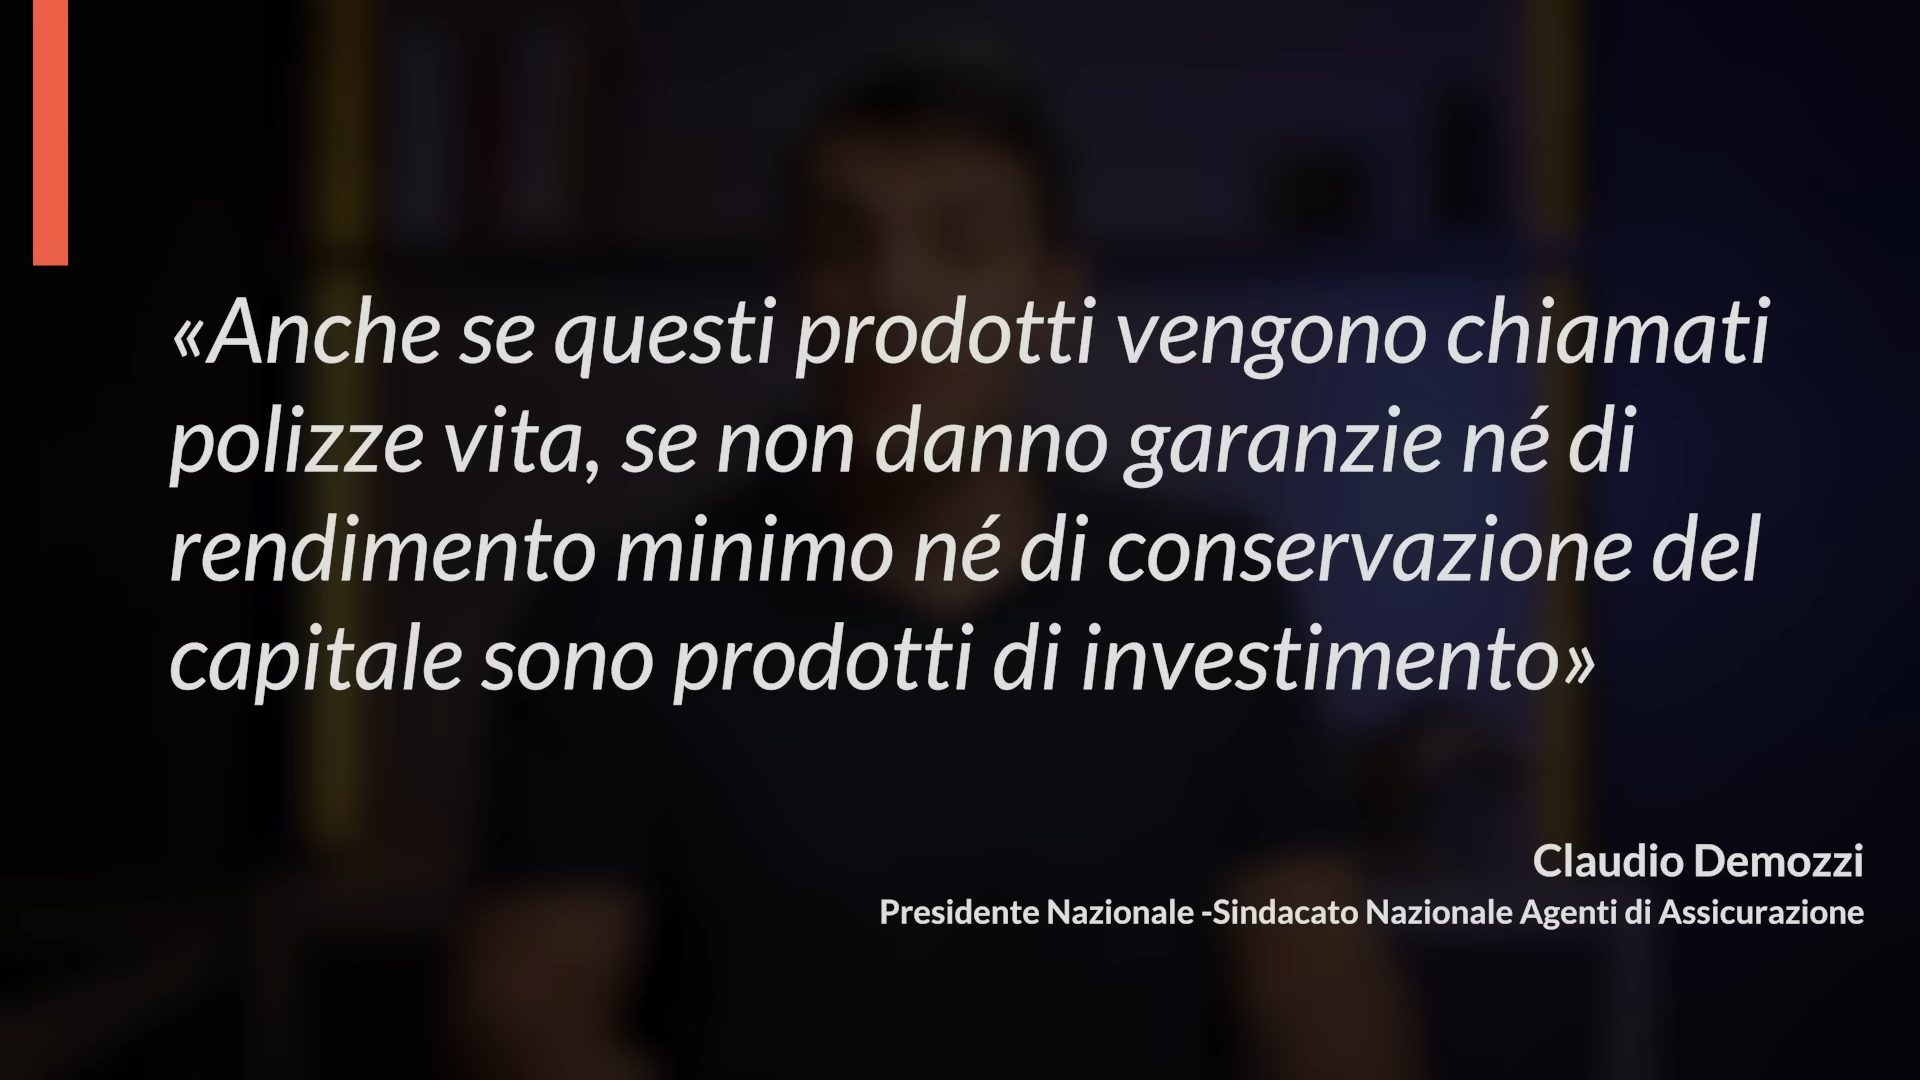 «Anche se questi prodotti vengono chiamati
polizze vita, se non danno garanzie né di
rendimento minimo né di conservazione del
capitale sono prodotti di investimento»
Claudio Demozzi
Presidente Nazionale -Sindacato Nazionale Agenti di Assicurazione